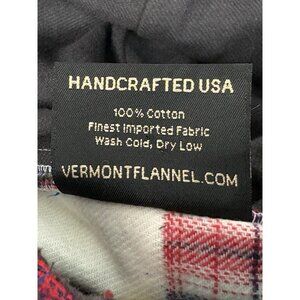 HANDCRAFTED USA
100% Cotton
Finest Imported Fabric
Wash Cold, Dry Low
VERMONTFLANNEL.COM